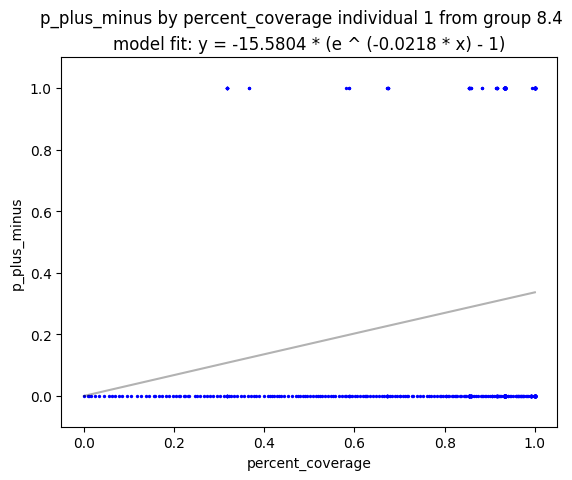 p_plus_minus by percent_coverage individual 1 from group 8.4
model fit: y = -15.5804 * (e ^ (-0.0218 * x) - 1)
1.0
0.8
0.6
0.4
0.2
0.0
p_plus_minus
0.0 0.2 0.4 0.6 0.8 1.0
percent_coverage